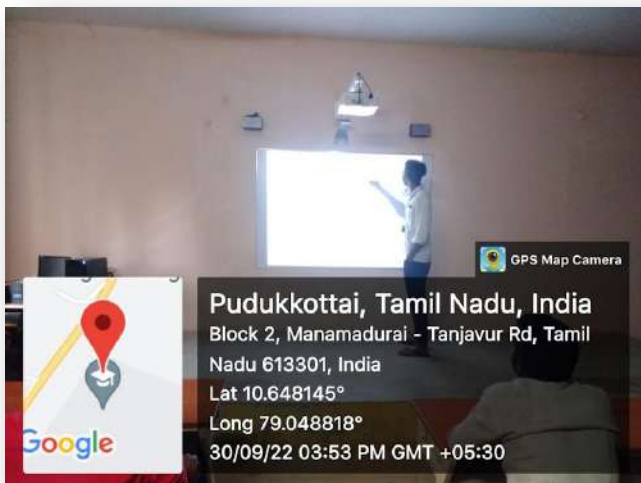 GPS Map Camera
Pudukkottai, Tamil Nadu, India
Block 2, Manamadurai - Tanjavur Rd, Tamil
Nadu 613301, India
Lat 10.648145°
Long 79.048818°
30/09/22 03:53 PM GMT +05:30
Google